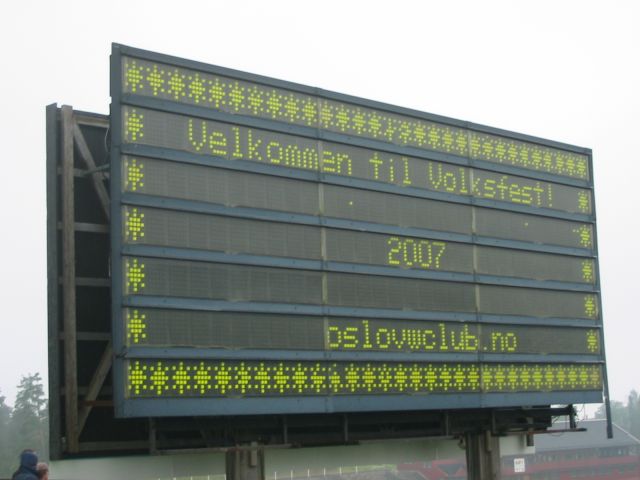 Velkommen til Volksfest!
2007
oslovwclub.no